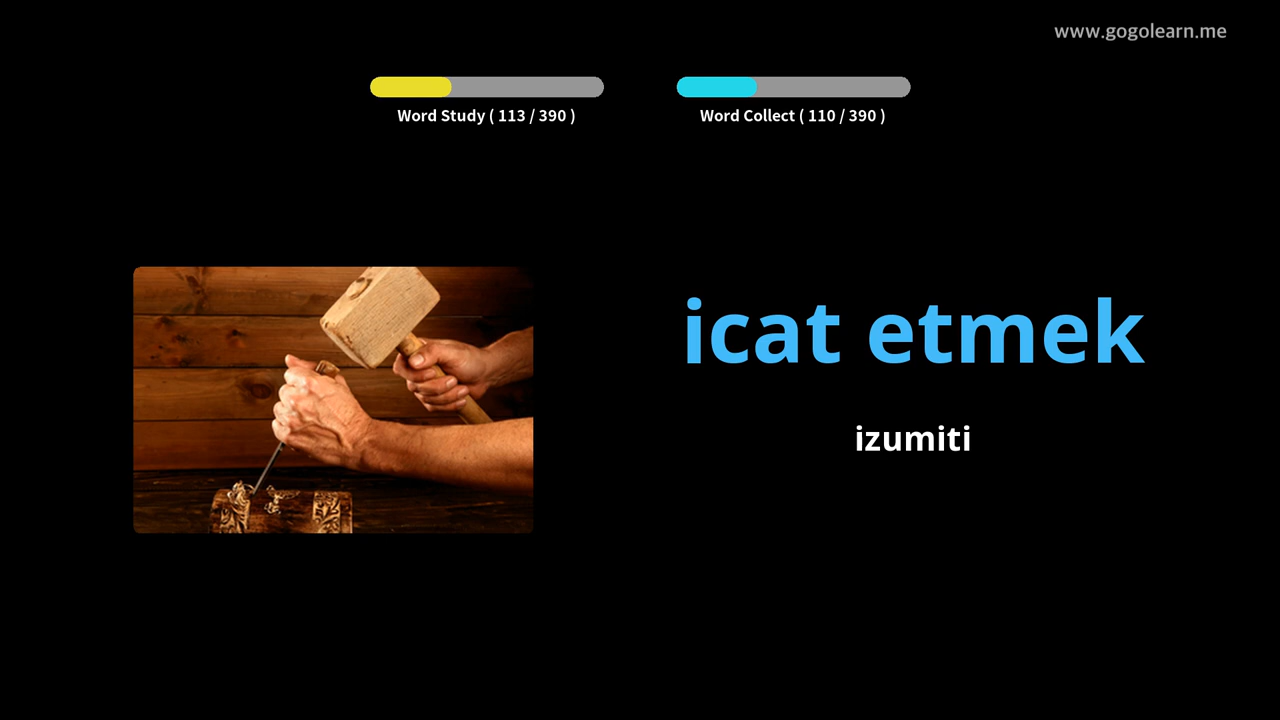 www.gogolearn.me
Word Study ( 113 / 390 )
Word Collect ( 110 / 390 )
icat etmek
izumiti